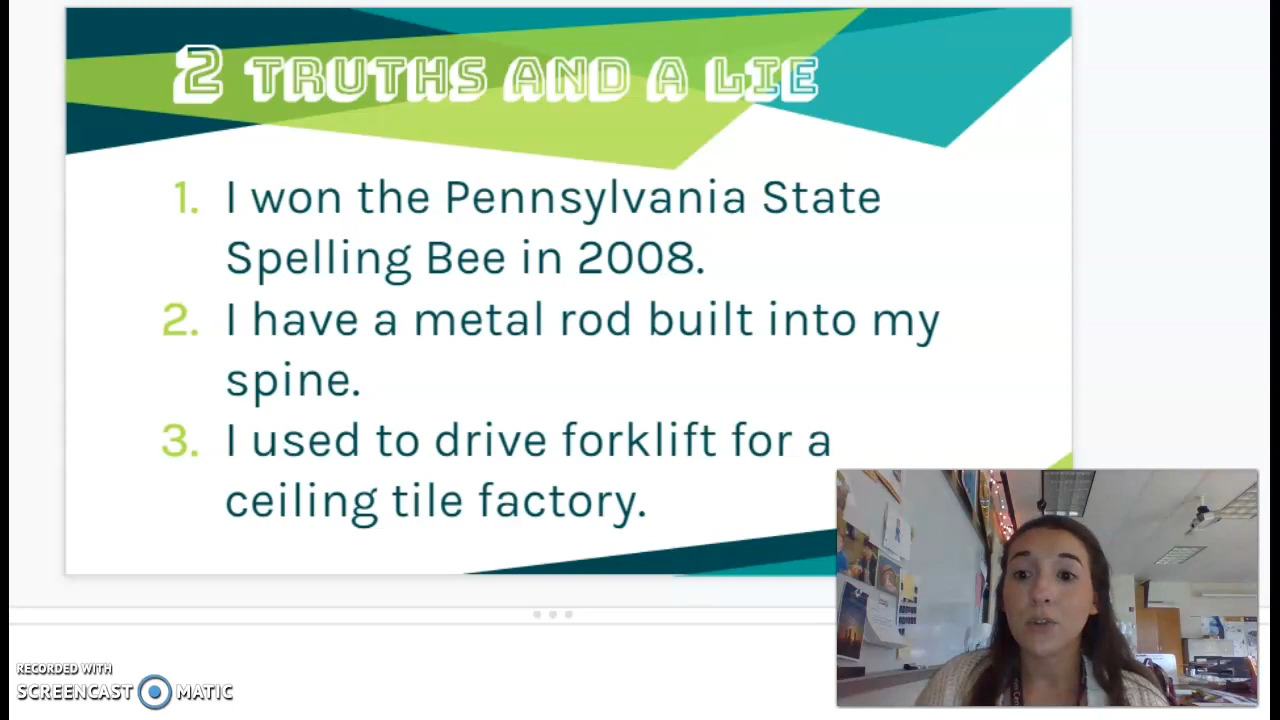 2 TRUTHS AND A LIE
1. I won the Pennsylvania State
Spelling Bee in 2008.
2. I have a metal rod built into my
spine.
3. I used to drive forklift for a
ceiling tile factory.
RECORDED WITH
SCREENCAST MATIC